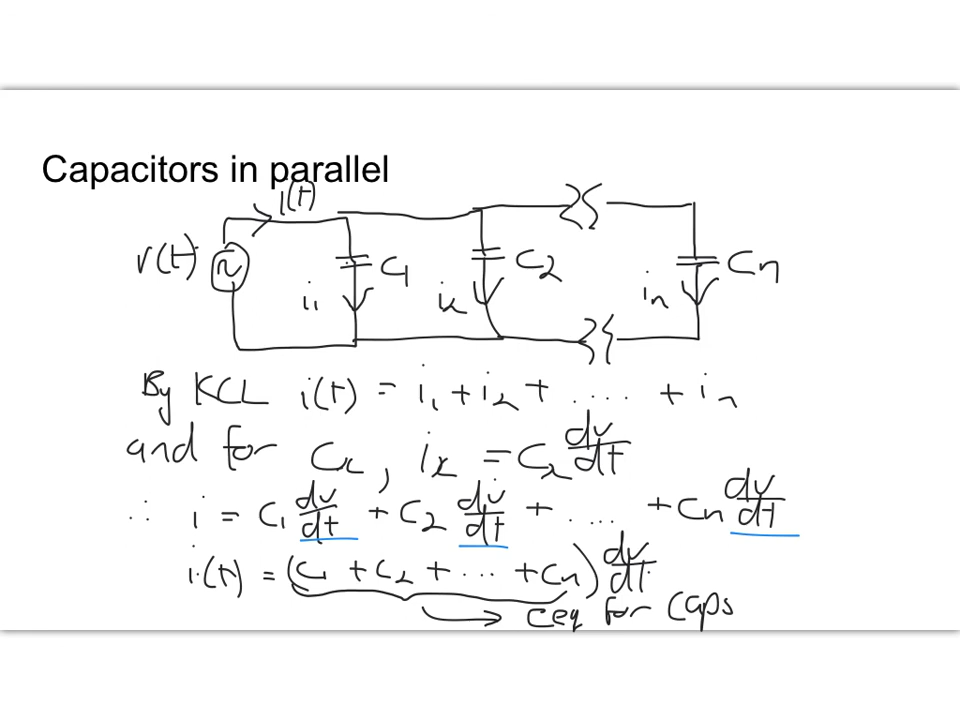 Capacitors in parallel
i(t)
v(t) ~ C1 C2 Cn
i1 i2 in
By KCL i(t) = i1 + i2 + .... + in
and for Cx, ix = Cx dv/dt
∴ i = C1 dv/dt + C2 dv/dt + .... + Cn dv/dt
i(t) = (C1 + C2 + ... + Cn) dv/dt
→ Ceq for caps